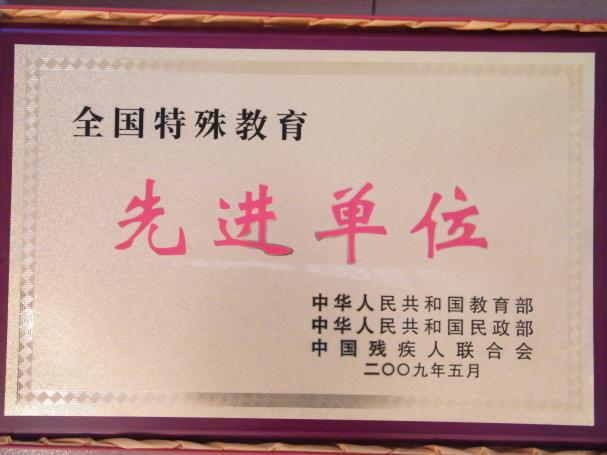 全国特殊教育
先进单位
中华人民共和国教育部
中华人民共和国民政部
中国残疾人联合会
二〇〇九年五月